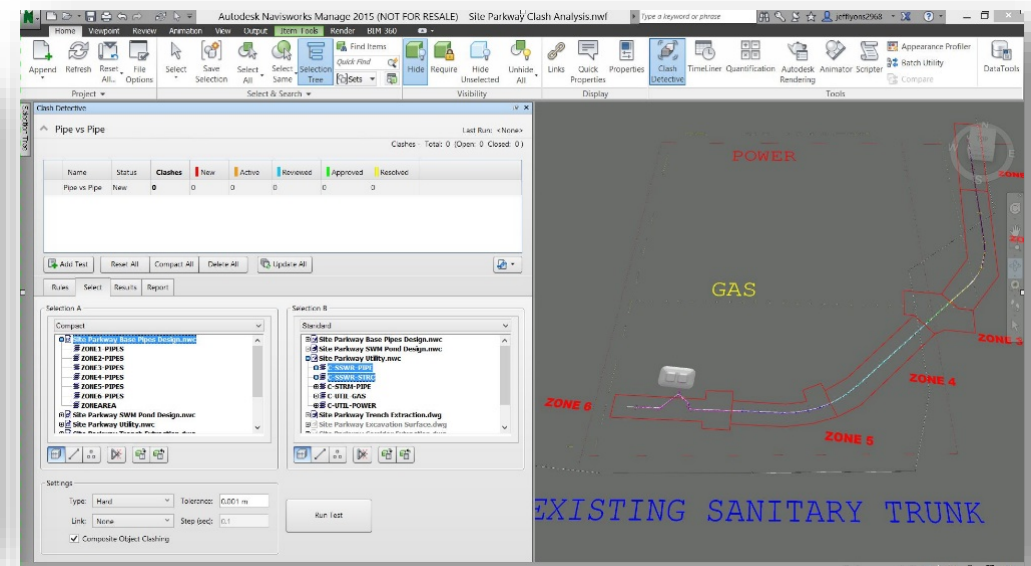 Autodesk Navisworks Manage 2015 (NOT FOR RESALE) Site Parkway Clash Analysis.nwf
Type a keyword or phrase
jefflyons2968
Home Viewpoint Review Animation View Output Item Tools Render BIM 360
Append Refresh Reset All... File Options
Select Save Selection Select All Select Same Selection Tree
Find Items
Quick Find
Sets
Hide Require Hide Unselected Unhide All
Links Quick Properties Properties
Clash Detective TimeLiner Quantification Autodesk Rendering Animator Scripter
Appearance Profiler
Batch Utility
Compare
DataTools
Project Select & Search Visibility Display Tools
Selection Tree
Clash Detective
Pipe vs Pipe
Last Run: <None>
Clashes - Total: 0 (Open: 0 Closed: 0)
Name Status Clashes New Active Reviewed Approved Resolved
Pipe vs Pipe New 0 0 0 0 0 0
Add Test Reset All Compact All Delete All Update All
Rules Select Results Report
Selection A
Compact
Site Parkway Base Pipes Design.nwc
ZONE1-PIPES
ZONE2-PIPES
ZONE3-PIPES
ZONE4-PIPES
ZONE5-PIPES
ZONE6-PIPES
ZONEAREA
Site Parkway SWM Pond Design.nwc
Site Parkway Utility.nwc
Site Parkway Trench Extraction.dwg
Selection B
Standard
Site Parkway Base Pipes Design.nwc
Site Parkway SWM Pond Design.nwc
Site Parkway Utility.nwc
C-SSWR-PIPE
C-SSWR-STRC
C-STRM-PIPE
C-UTIL-GAS
C-UTIL-POWER
Site Parkway Trench Extraction.dwg
Site Parkway Excavation Surface.dwg
Settings
Type: Hard Tolerance: 0.001 m
Link: None Step (sec): 0.1
Composite Object Clashing
Run Test
POWER
GAS
ZONE 3
ZONE 4
ZONE 5
ZONE 6
EXISTING SANITARY TRUNK